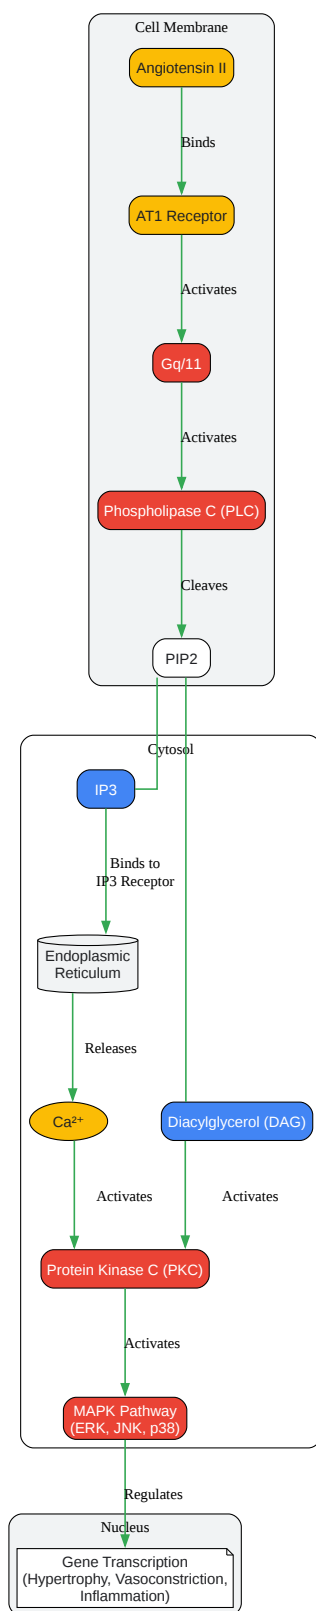 Cell Membrane
Angiotensin II
Binds
AT1 Receptor
Activates
Gq/11
Activates
Phospholipase C (PLC)
Cleaves
PIP2
Cytosol
IP3
Binds to
IP3 Receptor
Endoplasmic
Reticulum
Releases
Ca²⁺
Diacylglycerol (DAG)
Activates
Activates
Protein Kinase C (PKC)
Activates
MAPK Pathway
(ERK, JNK, p38)
Regulates
Nucleus
Gene Transcription
(Hypertrophy, Vasoconstriction,
Inflammation)